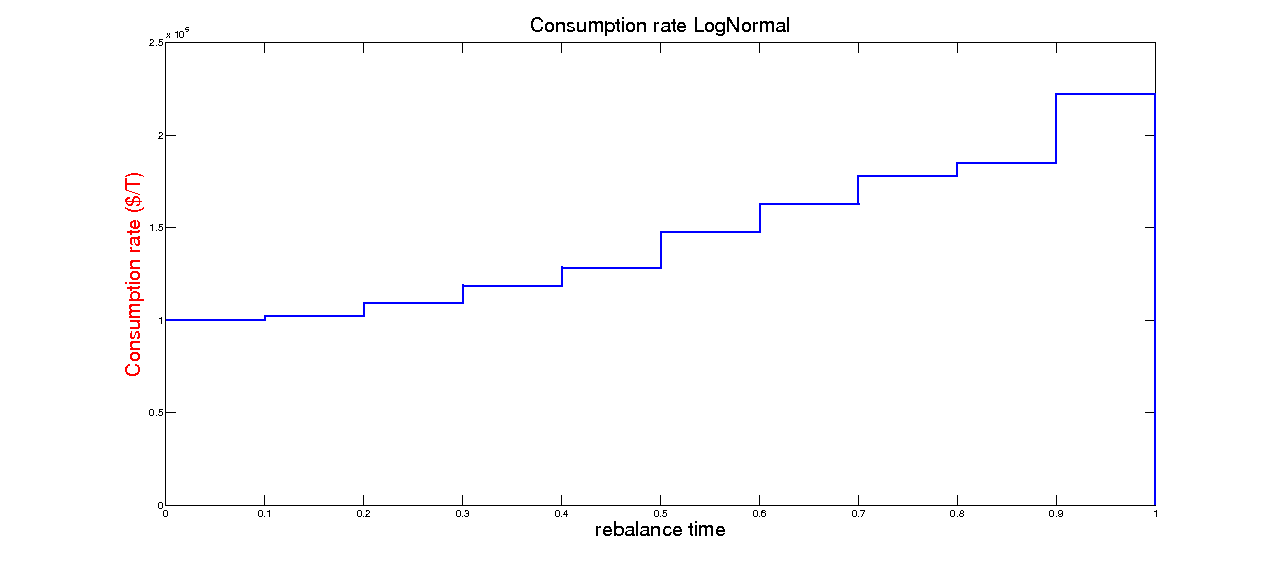 Consumption rate LogNormal
x 10^5
2.5
2
1.5
1
0.5
0
Consumption rate ($/T)
0 0.1 0.2 0.3 0.4 0.5 0.6 0.7 0.8 0.9 1
rebalance time